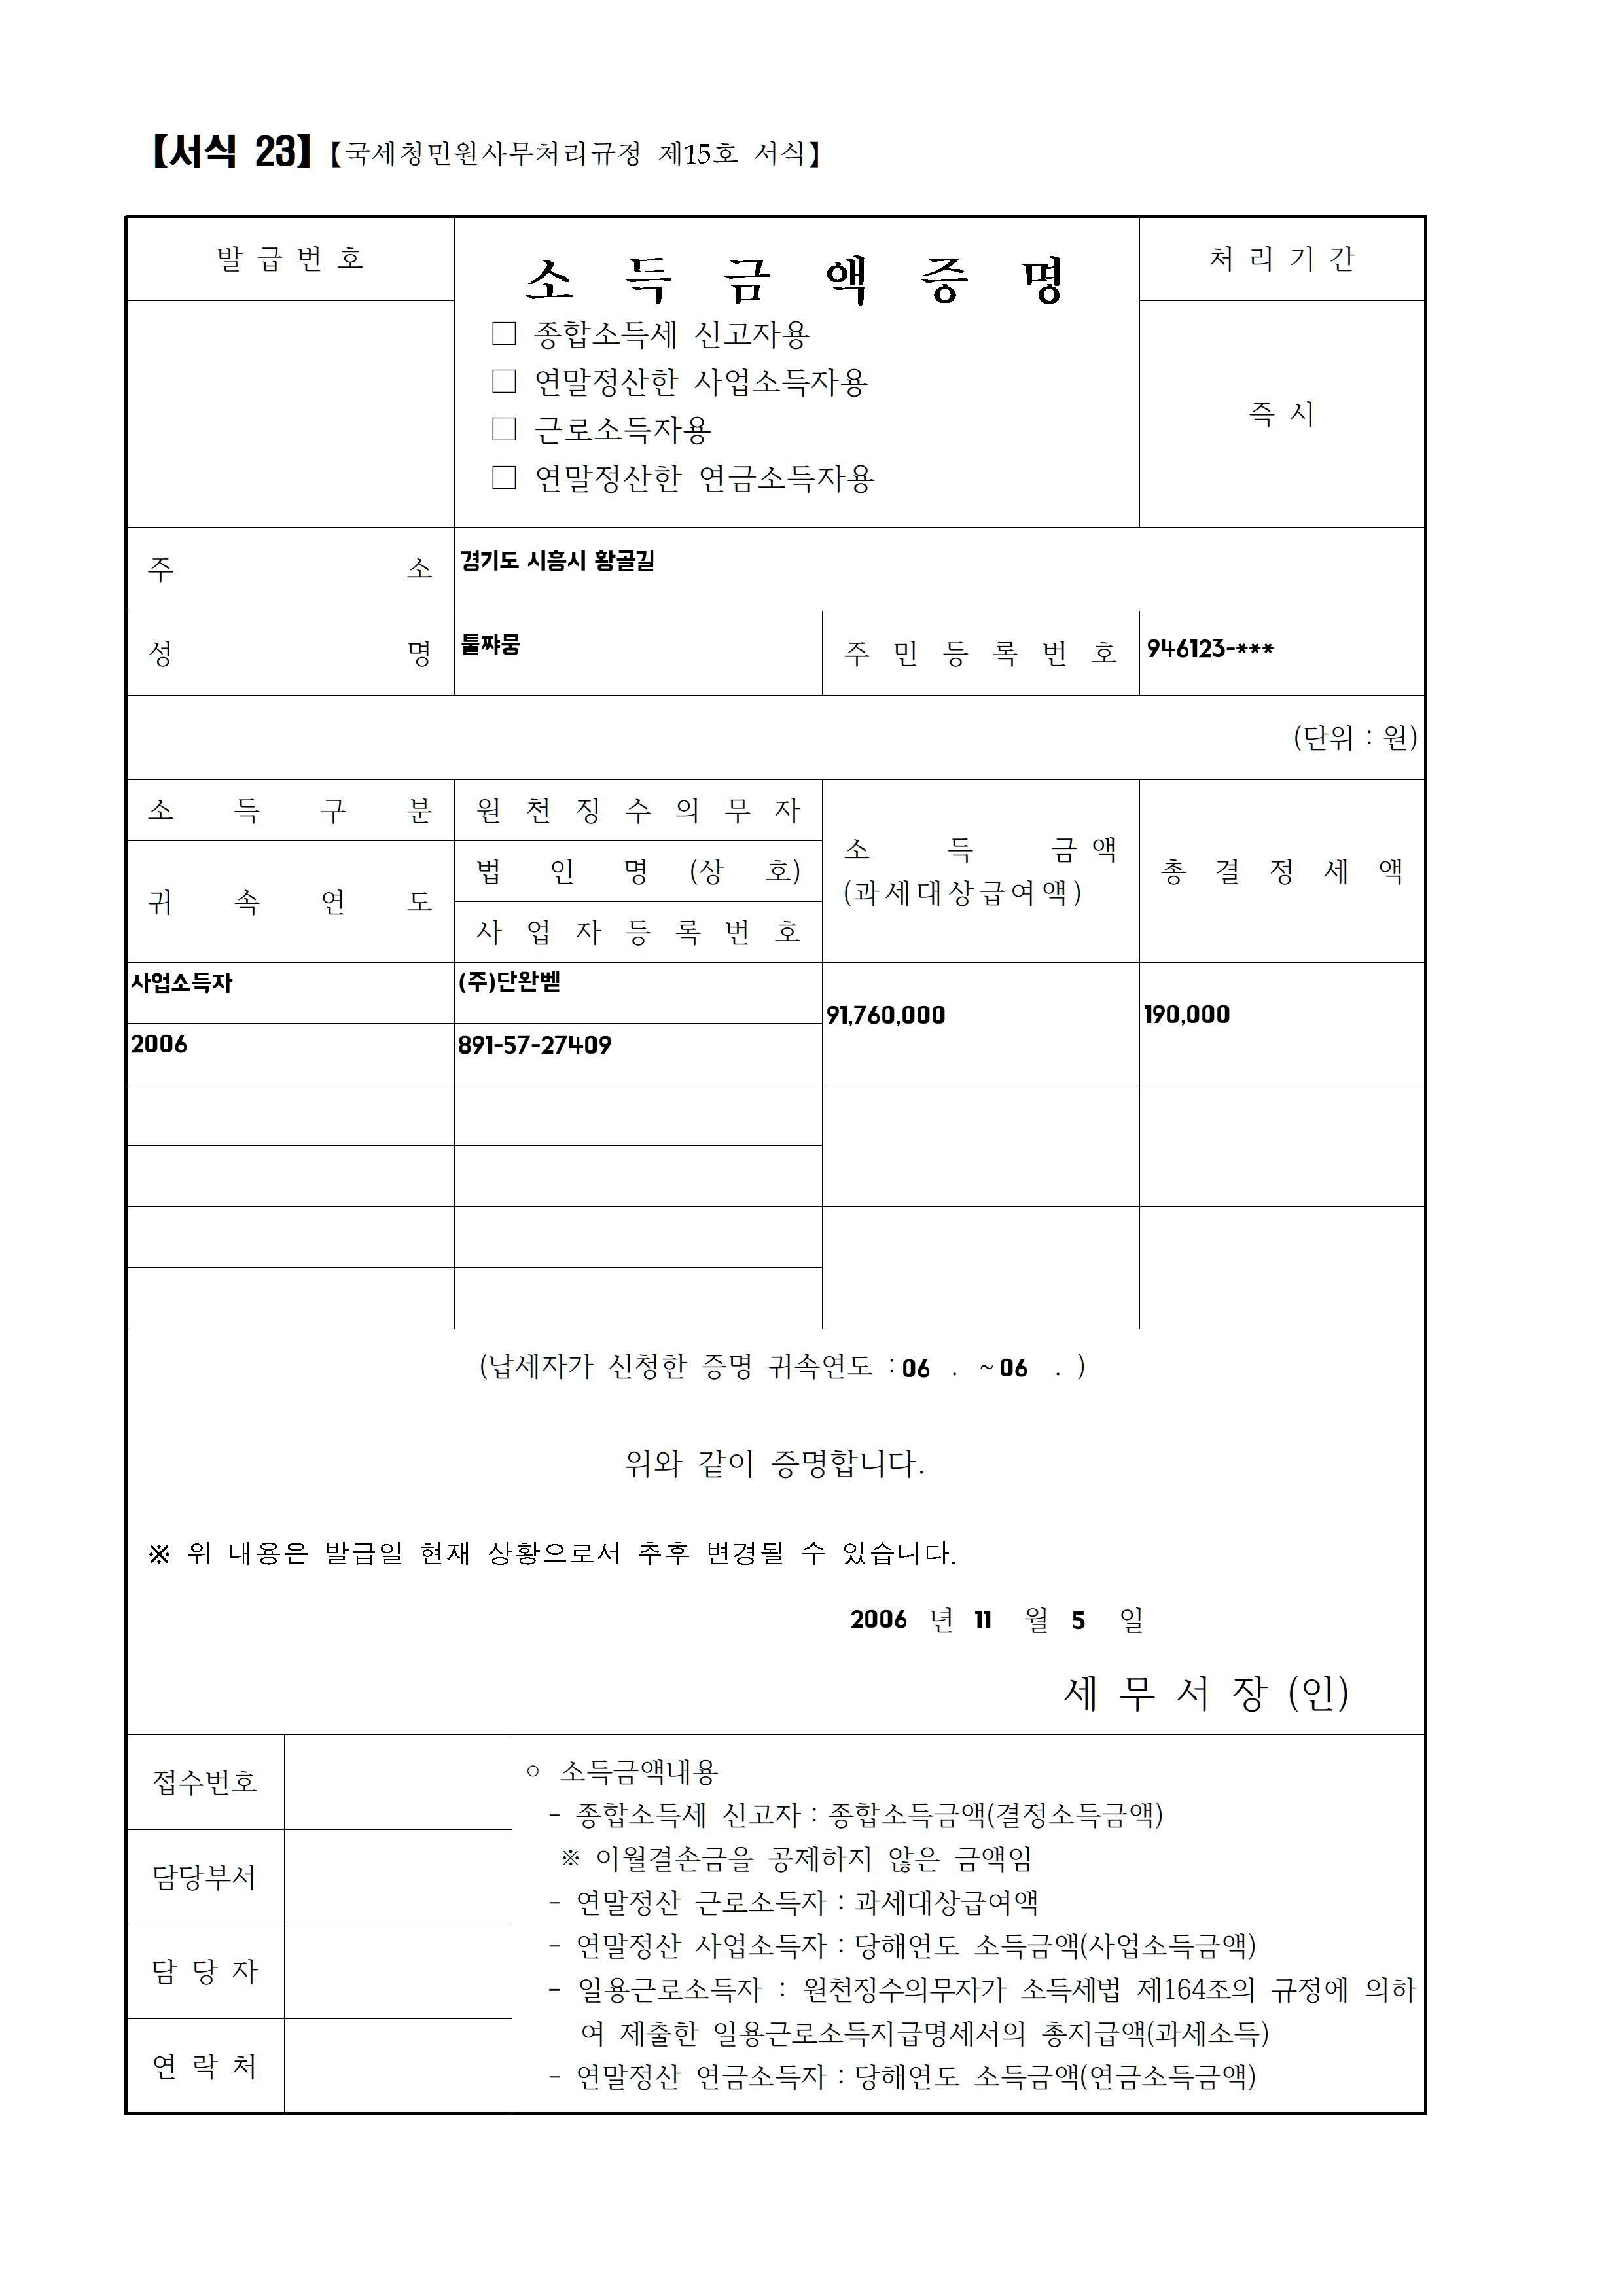 【서식 23】【국세청민원사무처리규정 제15호 서식】
발 급 번 호
소 득 금 액 증 명
처 리 기 간
□ 종합소득세 신고자용
□ 연말정산한 사업소득자용
□ 근로소득자용
□ 연말정산한 연금소득자용
즉 시
주 소 경기도 시흥시 황골길
성 명 툴쨔뭉 주 민 등 록 번 호 946123-***
(단위 : 원)
소 득 구 분 원 천 징 수 의 무 자
귀 속 연 도
법 인 명 (상 호)
사 업 자 등 록 번 호
소 득 금 액
(과세대상급여액)
총 결 정 세 액
사업소득자 (주)단완벧
91,760,000 190,000
2006 891-57-27409
(납세자가 신청한 증명 귀속연도 : 06 . ~ 06 . )
위와 같이 증명합니다.
※ 위 내용은 발급일 현재 상황으로서 추후 변경될 수 있습니다.
2006 년 11 월 5 일
세 무 서 장 (인)
접수번호
담당부서
담 당 자
연 락 처
○ 소득금액내용
- 종합소득세 신고자 : 종합소득금액(결정소득금액)
※ 이월결손금을 공제하지 않은 금액임
- 연말정산 근로소득자 : 과세대상급여액
- 연말정산 사업소득자 : 당해연도 소득금액(사업소득금액)
- 일용근로소득자 : 원천징수의무자가 소득세법 제164조의 규정에 의하
여 제출한 일용근로소득지급명세서의 총지급액(과세소득)
- 연말정산 연금소득자 : 당해연도 소득금액(연금소득금액)